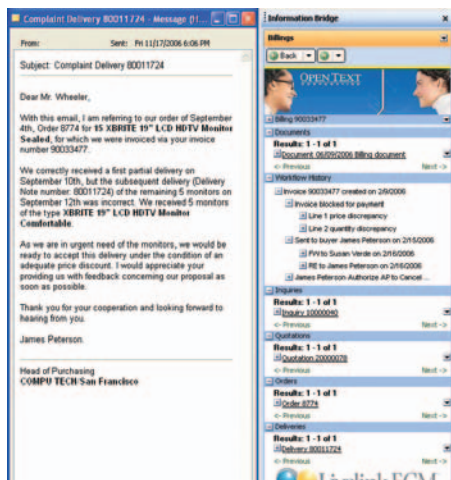 Complaint Delivery 80011724 - Message (H...
From: Sent: Fri 11/17/2006 6:06 PM
Subject: Complaint Delivery 80011724
Dear Mr. Wheeler,
With this email, I am referring to our order of September
4th, Order 8774 for 15 XBRITE 19" LCD HDTV Monitor
Sealed, for which we were invoiced via your invoice
number 90033477.
We correctly received a first partial delivery on
September 10th, but the subsequent delivery (Delivery
Note number: 80011724) of the remaining 5 monitors on
September 12th was incorrect. We received 5 monitors
of the type XBRITE 19" LCD HDTV Monitor
Comfortable.
As we are in urgent need of the monitors, we would be
ready to accept this delivery under the condition of an
adequate price discount. I would appreciate your
providing us with feedback concerning our proposal as
soon as possible.
Thank you for your cooperation and looking forward to
hearing from you.
James Peterson.
Head of Purchasing
COMPU TECH San Francisco
Information Bridge
Billings
Back
OPEN TEXT
Billing 90033477
Documents
Results: 1 - 1 of 1
Document 06/09/2006 Billing document
<- Previous Next ->
Workflow History
Invoice 90033477 created on 2/9/2006
Invoice blocked for payment
Line 1 price discrepancy
Line 2 quantity discrepancy
Sent to buyer James Peterson on 2/15/2006
FW to Susan Verde on 2/16/2006
RE to James Peterson on 2/16/2006
James Peterson Authorize AP to Cancel ...
Inquiries
Results: 1 - 1 of 1
Inquiry 10000040
<- Previous Next ->
Quotations
Results: 1 - 1 of 1
Quotation 20000078
<- Previous Next ->
Orders
Results: 1 - 1 of 1
Order 8774
<- Previous Next ->
Deliveries
Results: 1 - 1 of 1
Delivery 80011724
<- Previous Next ->
Livelink ECM